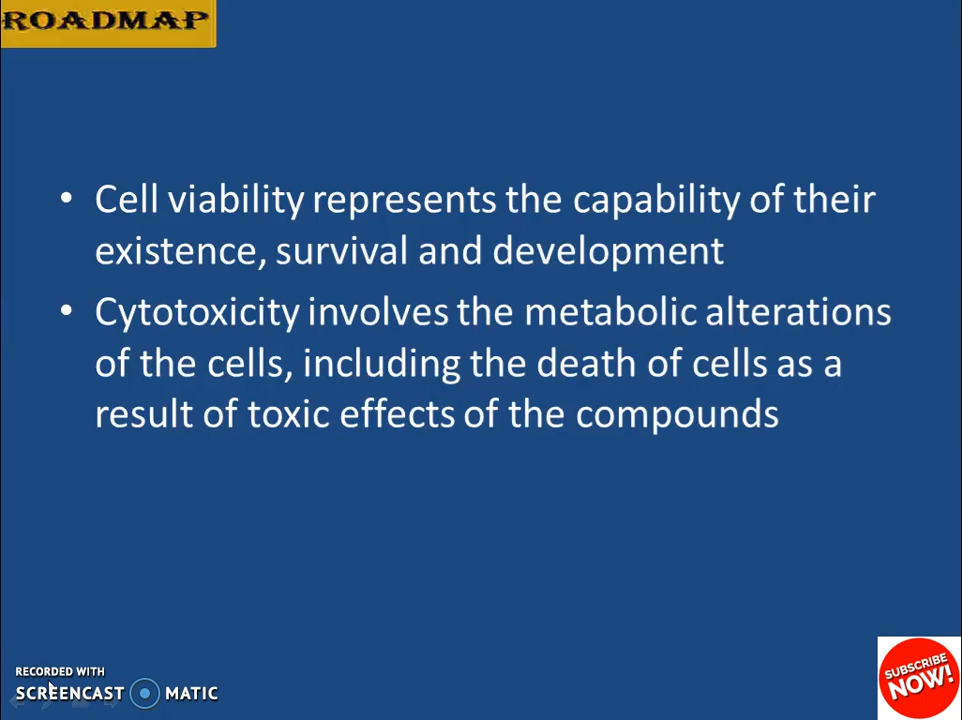 ROADMAP
• Cell viability represents the capability of their
existence, survival and development
• Cytotoxicity involves the metabolic alterations
of the cells, including the death of cells as a
result of toxic effects of the compounds
RECORDED WITH
SCREENCAST MATIC
SUBSCRIBE
NOW!